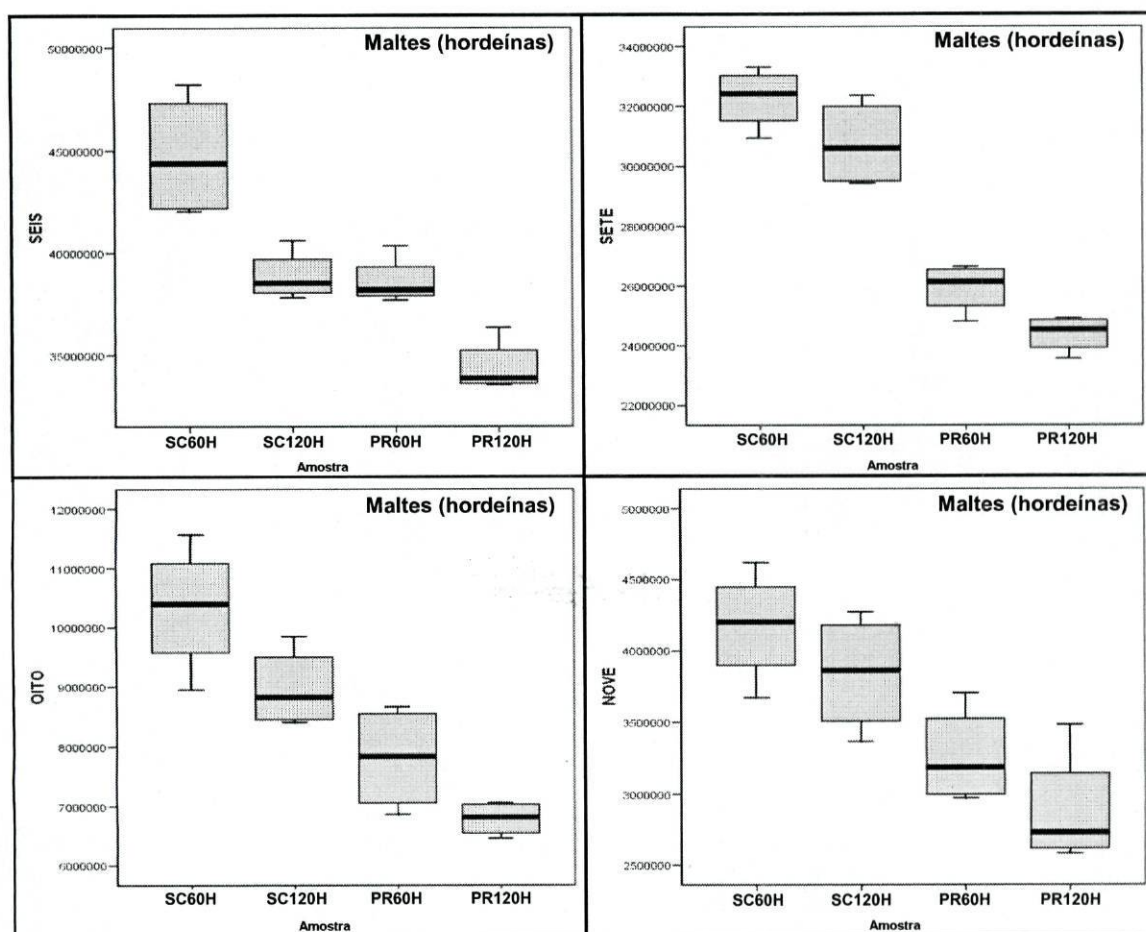 Maltes (hordeínas)
50000000
45000000
40000000
35000000
SEIS
SC60H SC120H PR60H PR120H
Amostra
Maltes (hordeínas)
34000000
32000000
30000000
28000000
26000000
24000000
22000000
SETE
SC60H SC120H PR60H PR120H
Amostra
Maltes (hordeínas)
12000000
11000000
10000000
9000000
8000000
7000000
6000000
OITO
SC60H SC120H PR60H PR120H
Amostra
Maltes (hordeínas)
5000000
4500000
4000000
3500000
3000000
2500000
NOVE
SC60H SC120H PR60H PR120H
Amostra